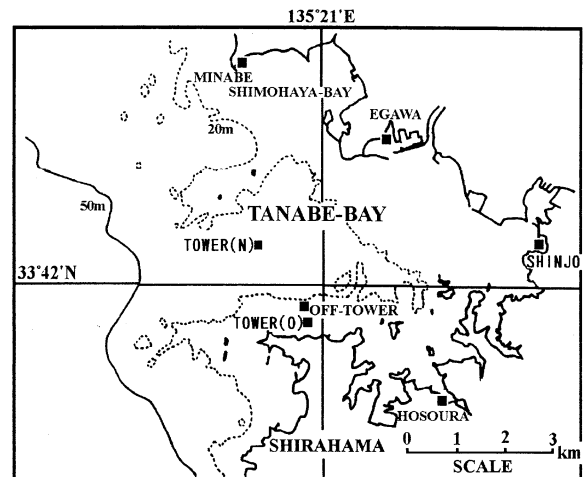 135°21'E
MINABE
SHIMOHAYA-BAY
EGAWA
20m
50m
TANABE-BAY
TOWER(N)
SHINJO
33°42'N
OFF-TOWER
TOWER(O)
HOSOURA
SHIRAHAMA
0 1 2 3
km
SCALE